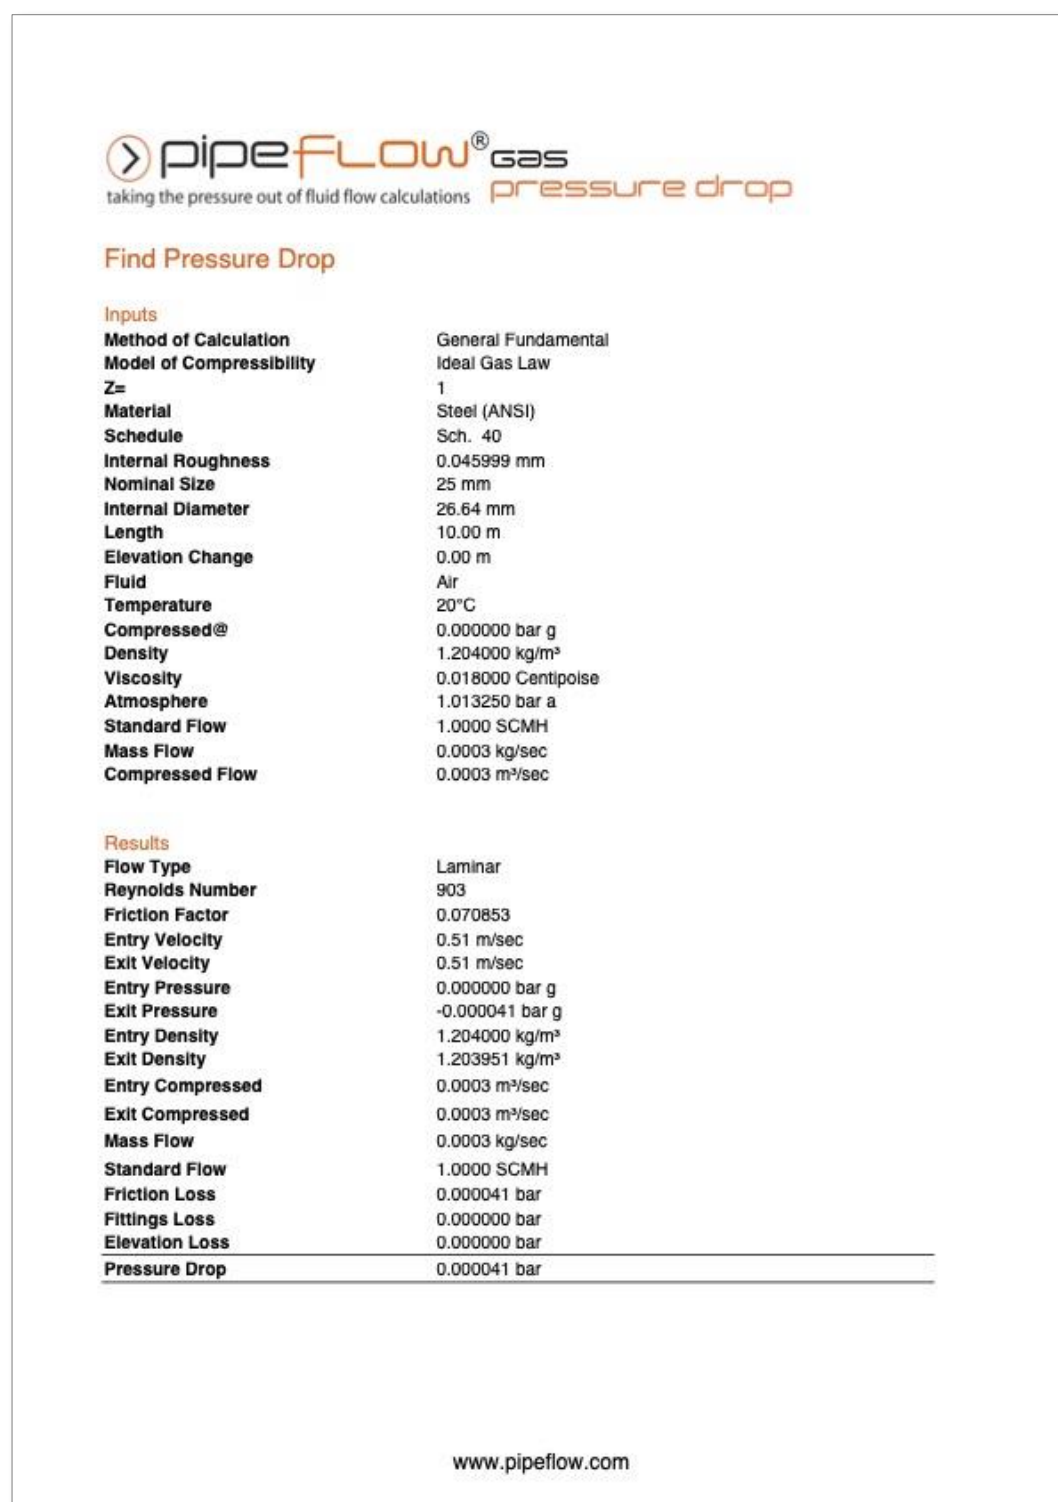 pipeFLOW® Gas
taking the pressure out of fluid flow calculations pressure drop
Find Pressure Drop
Inputs
Method of Calculation General Fundamental
Model of Compressibility Ideal Gas Law
Z= 1
Material Steel (ANSI)
Schedule Sch. 40
Internal Roughness 0.045999 mm
Nominal Size 25 mm
Internal Diameter 26.64 mm
Length 10.00 m
Elevation Change 0.00 m
Fluid Air
Temperature 20°C
Compressed@ 0.000000 bar g
Density 1.204000 kg/m³
Viscosity 0.018000 Centipoise
Atmosphere 1.013250 bar a
Standard Flow 1.0000 SCMH
Mass Flow 0.0003 kg/sec
Compressed Flow 0.0003 m³/sec
Results
Flow Type Laminar
Reynolds Number 903
Friction Factor 0.070853
Entry Velocity 0.51 m/sec
Exit Velocity 0.51 m/sec
Entry Pressure 0.000000 bar g
Exit Pressure -0.000041 bar g
Entry Density 1.204000 kg/m³
Exit Density 1.203951 kg/m³
Entry Compressed 0.0003 m³/sec
Exit Compressed 0.0003 m³/sec
Mass Flow 0.0003 kg/sec
Standard Flow 1.0000 SCMH
Friction Loss 0.000041 bar
Fittings Loss 0.000000 bar
Elevation Loss 0.000000 bar
Pressure Drop 0.000041 bar
www.pipeflow.com